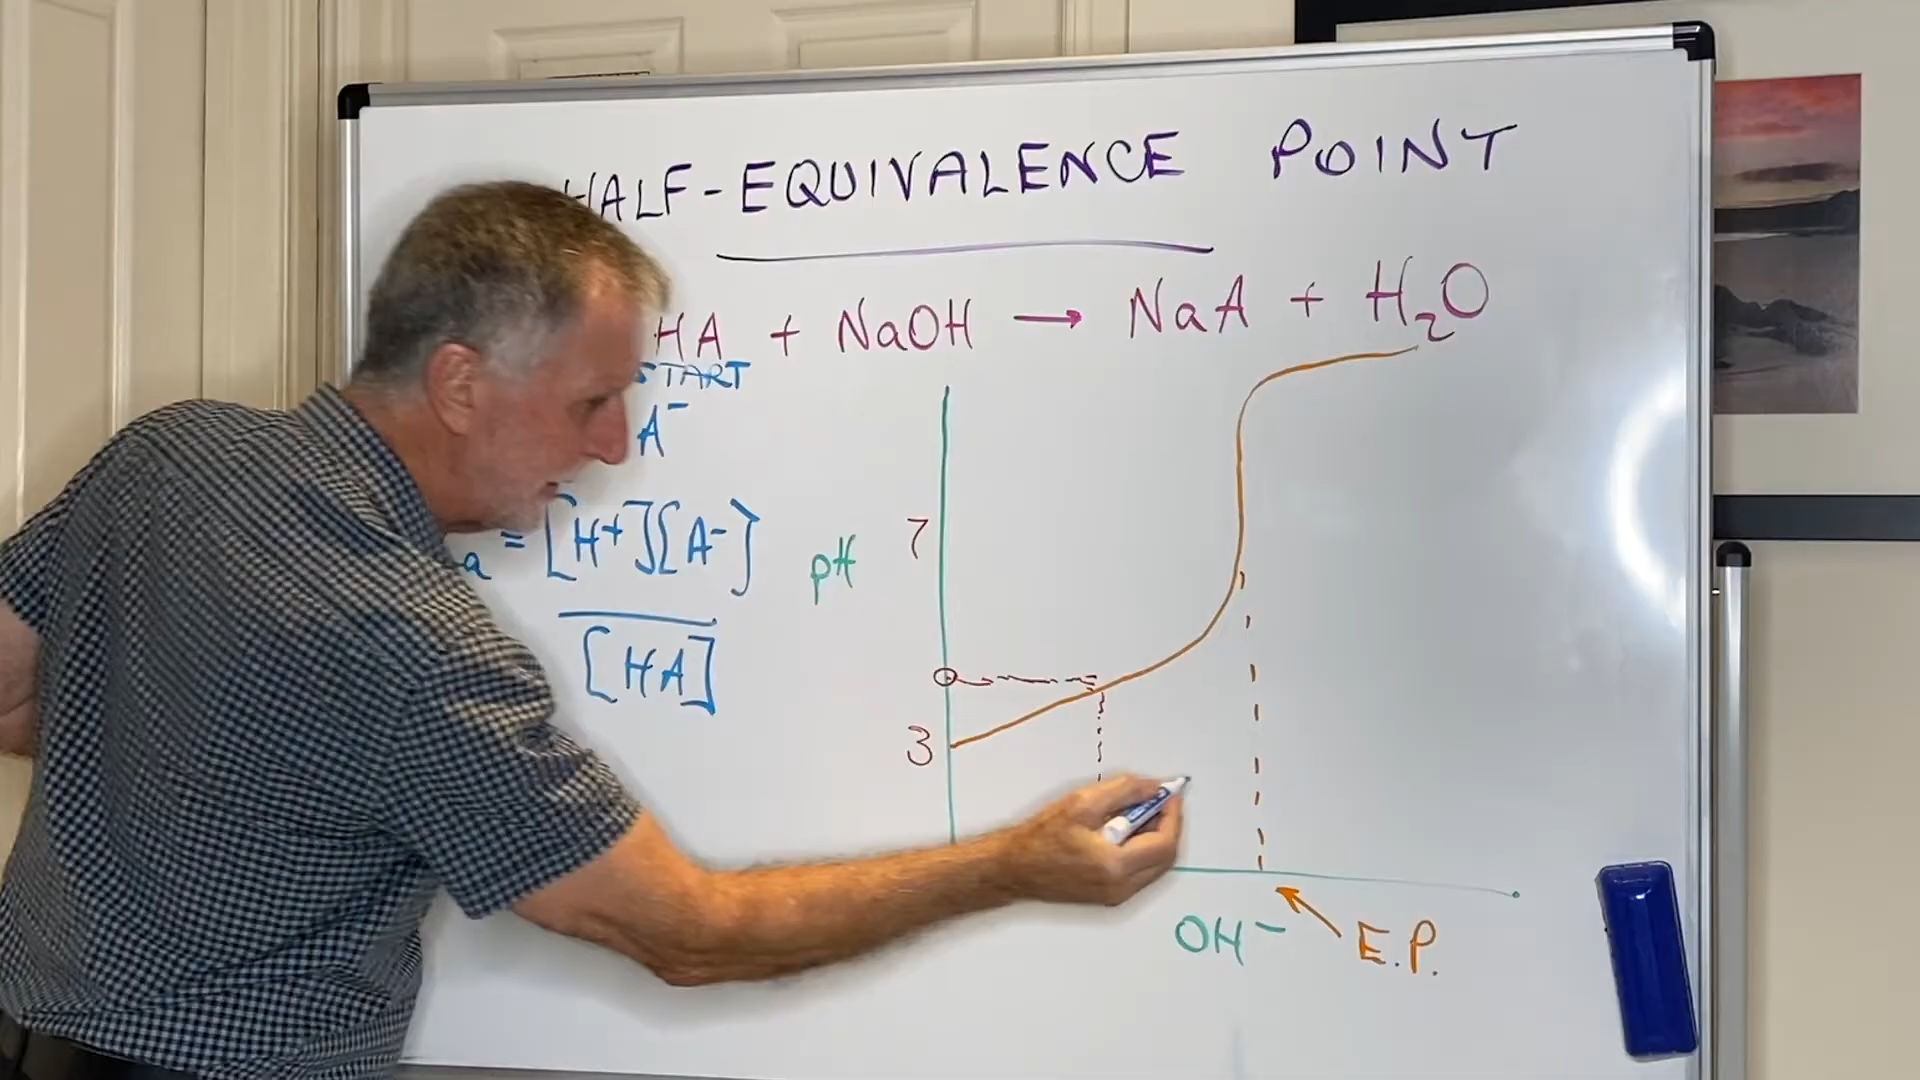 HALF-EQUIVALENCE POINT
HA + NaOH → NaA + H₂O
START
A⁻
a = [H+][A-]
[HA]
pH
7
3
OH⁻
E.P.